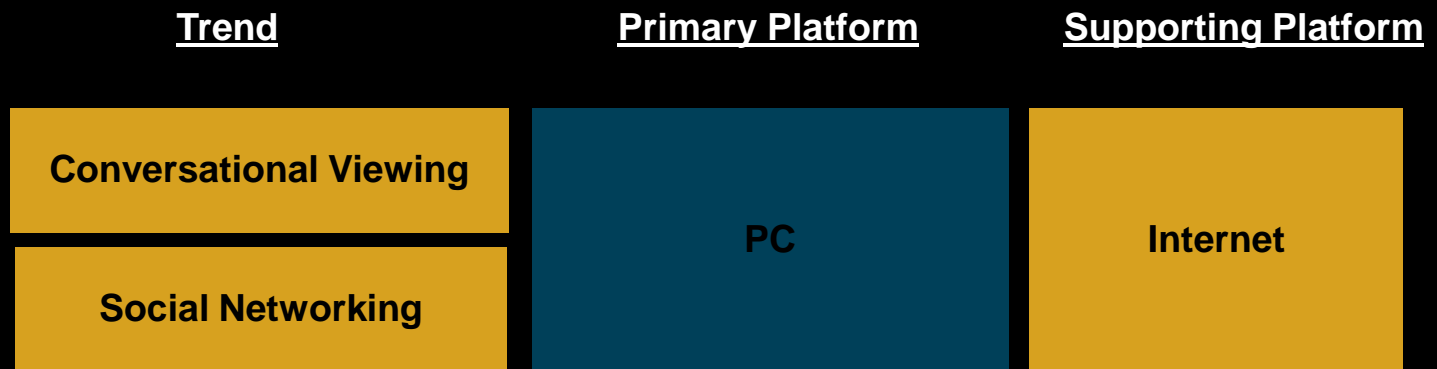 Trend
Primary Platform
Supporting Platform
Conversational Viewing
PC
Internet
Social Networking